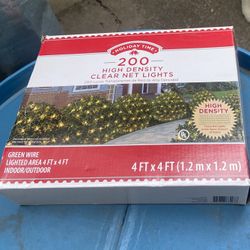 HOLIDAY TIME
200
HIGH DENSITY
CLEAR NET LIGHTS
HIGH
DENSITY
GREEN WIRE
LIGHTED AREA 4 FT x 4 FT
INDOOR/OUTDOOR
4 FT X 4 FT (1.2 m x 1.2 m)